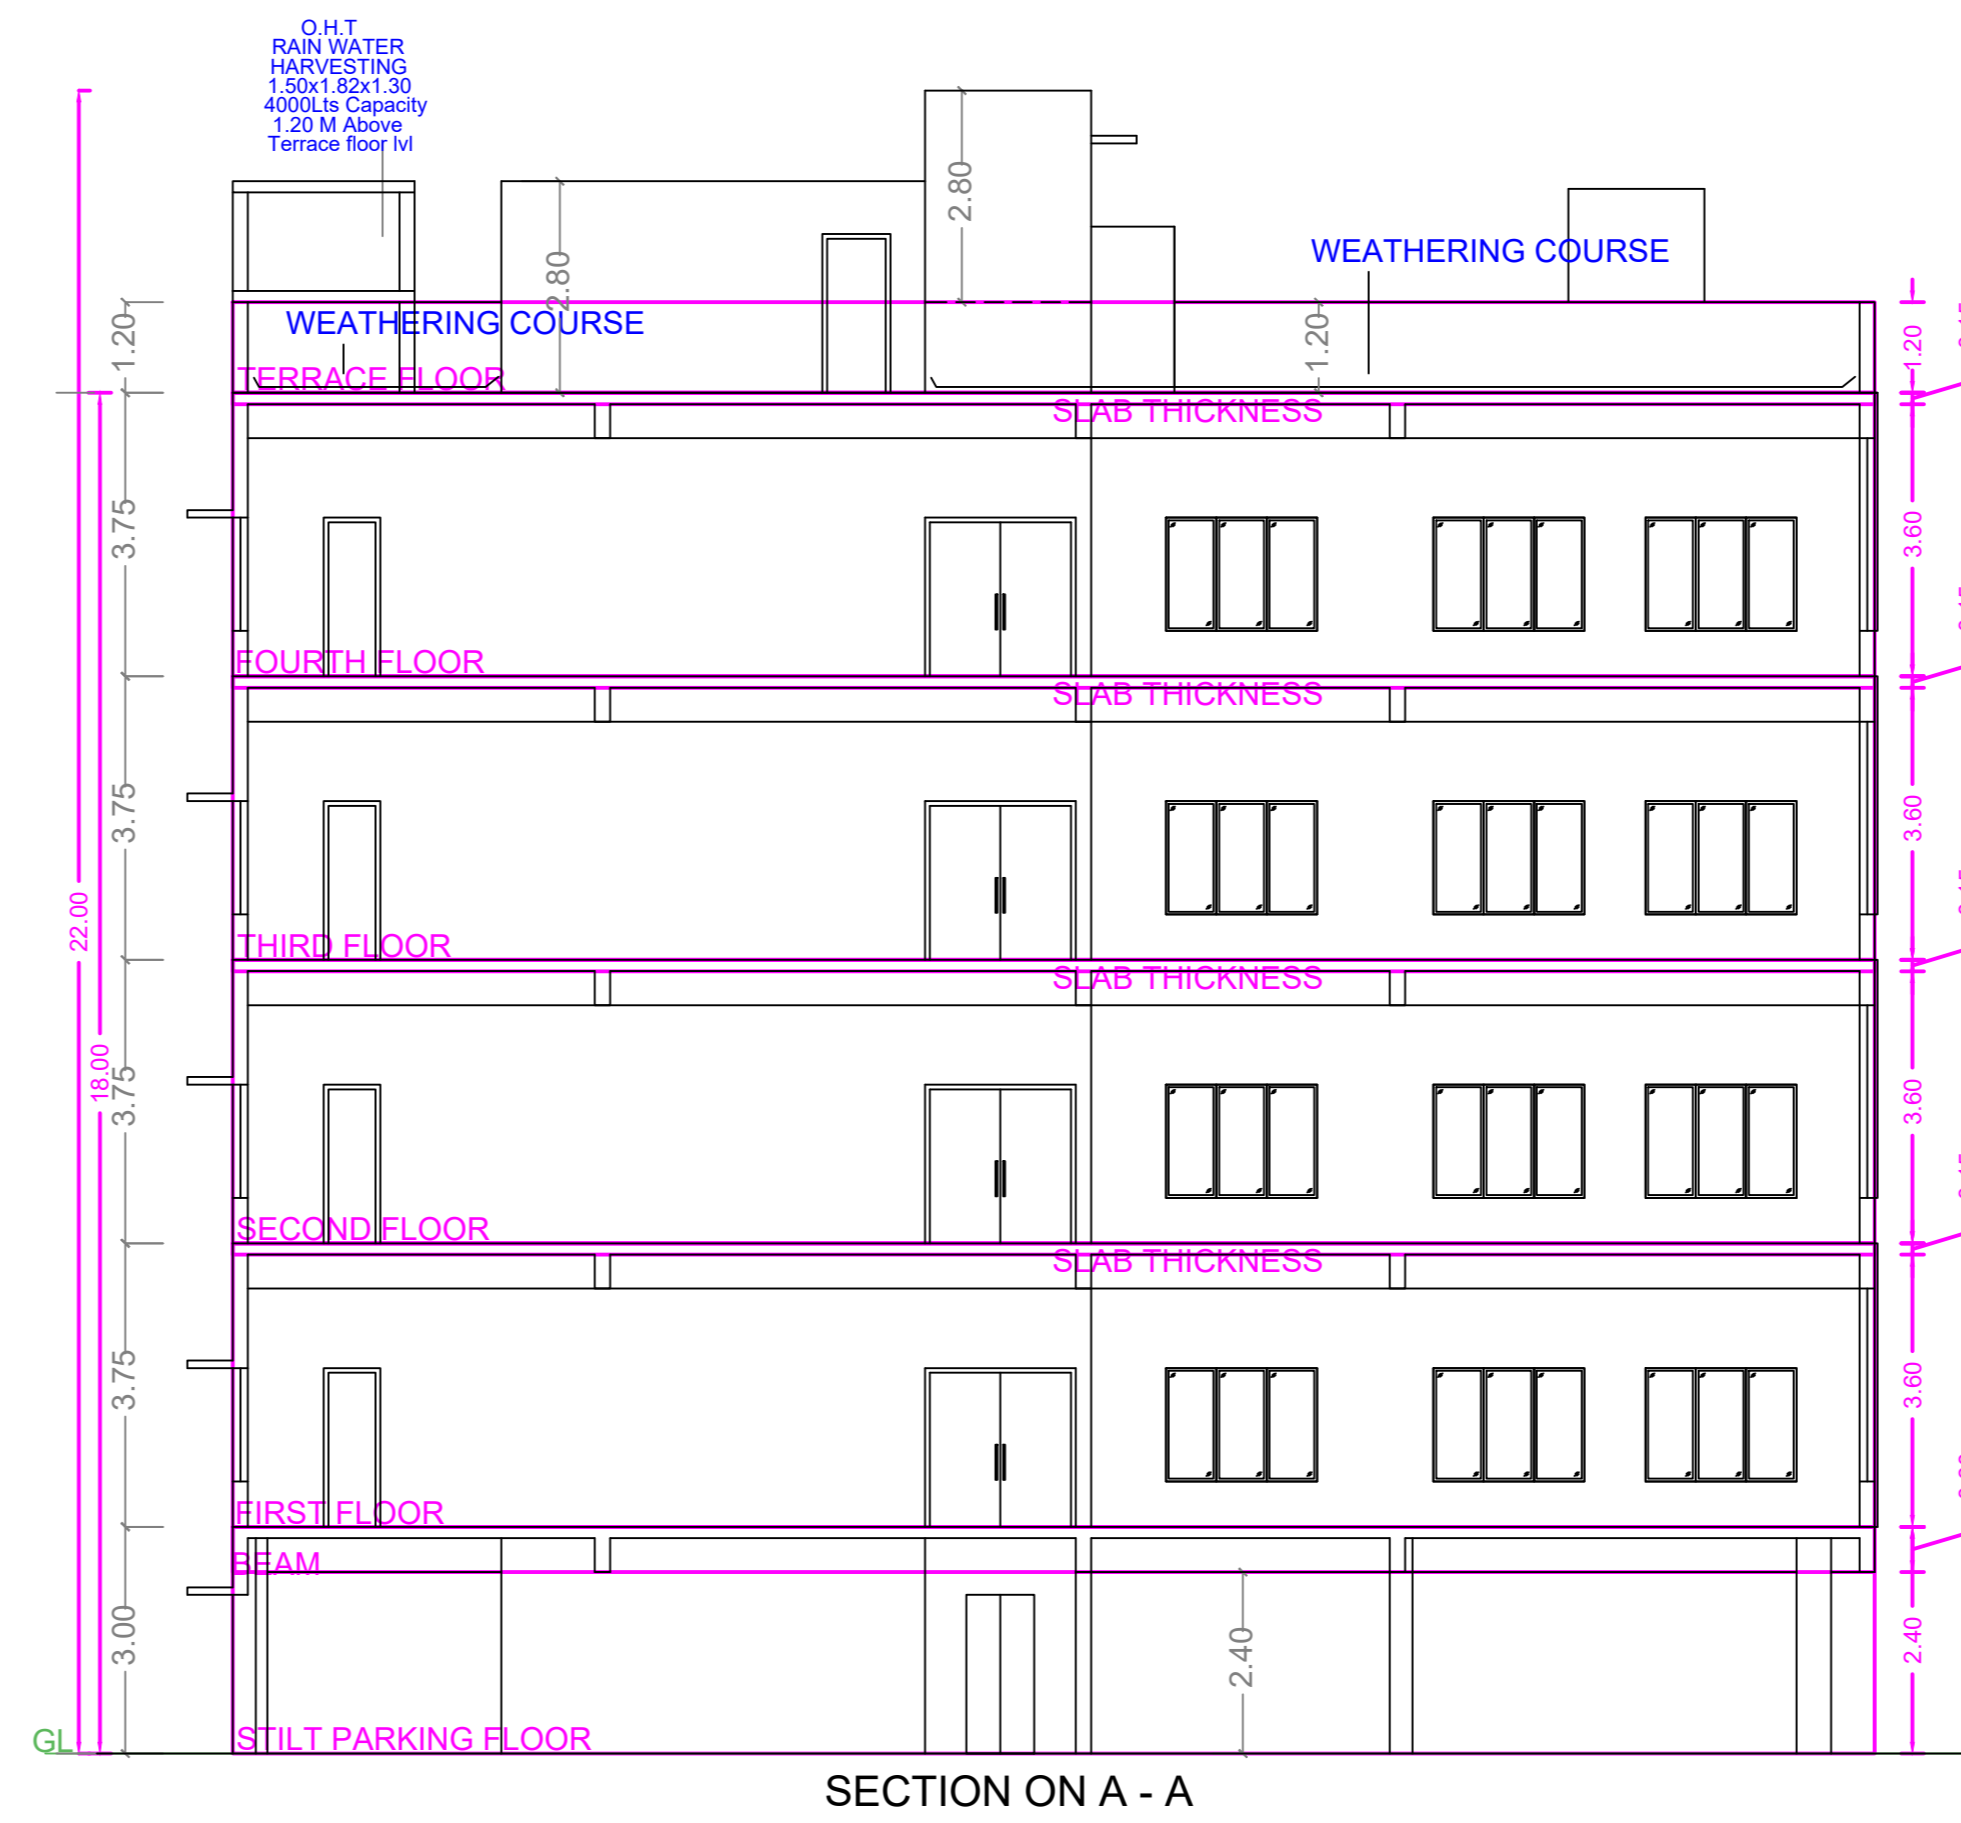 O.H.T
RAIN WATER
HARVESTING
1.50x1.82x1.30
4000Lts Capacity
1.20 M Above
Terrace floor lvl
2.80
2.80
WEATHERING COURSE
WEATHERING COURSE
1.20
1.20
1.20
TERRACE FLOOR
SLAB THICKNESS
3.75
3.60
FOURTH FLOOR
SLAB THICKNESS
3.75
3.60
22.00
THIRD FLOOR
SLAB THICKNESS
18.00
3.75
3.60
SECOND FLOOR
SLAB THICKNESS
3.75
3.60
FIRST FLOOR
BEAM
3.00
2.40
2.40
GL
STILT PARKING FLOOR
SECTION ON A - A